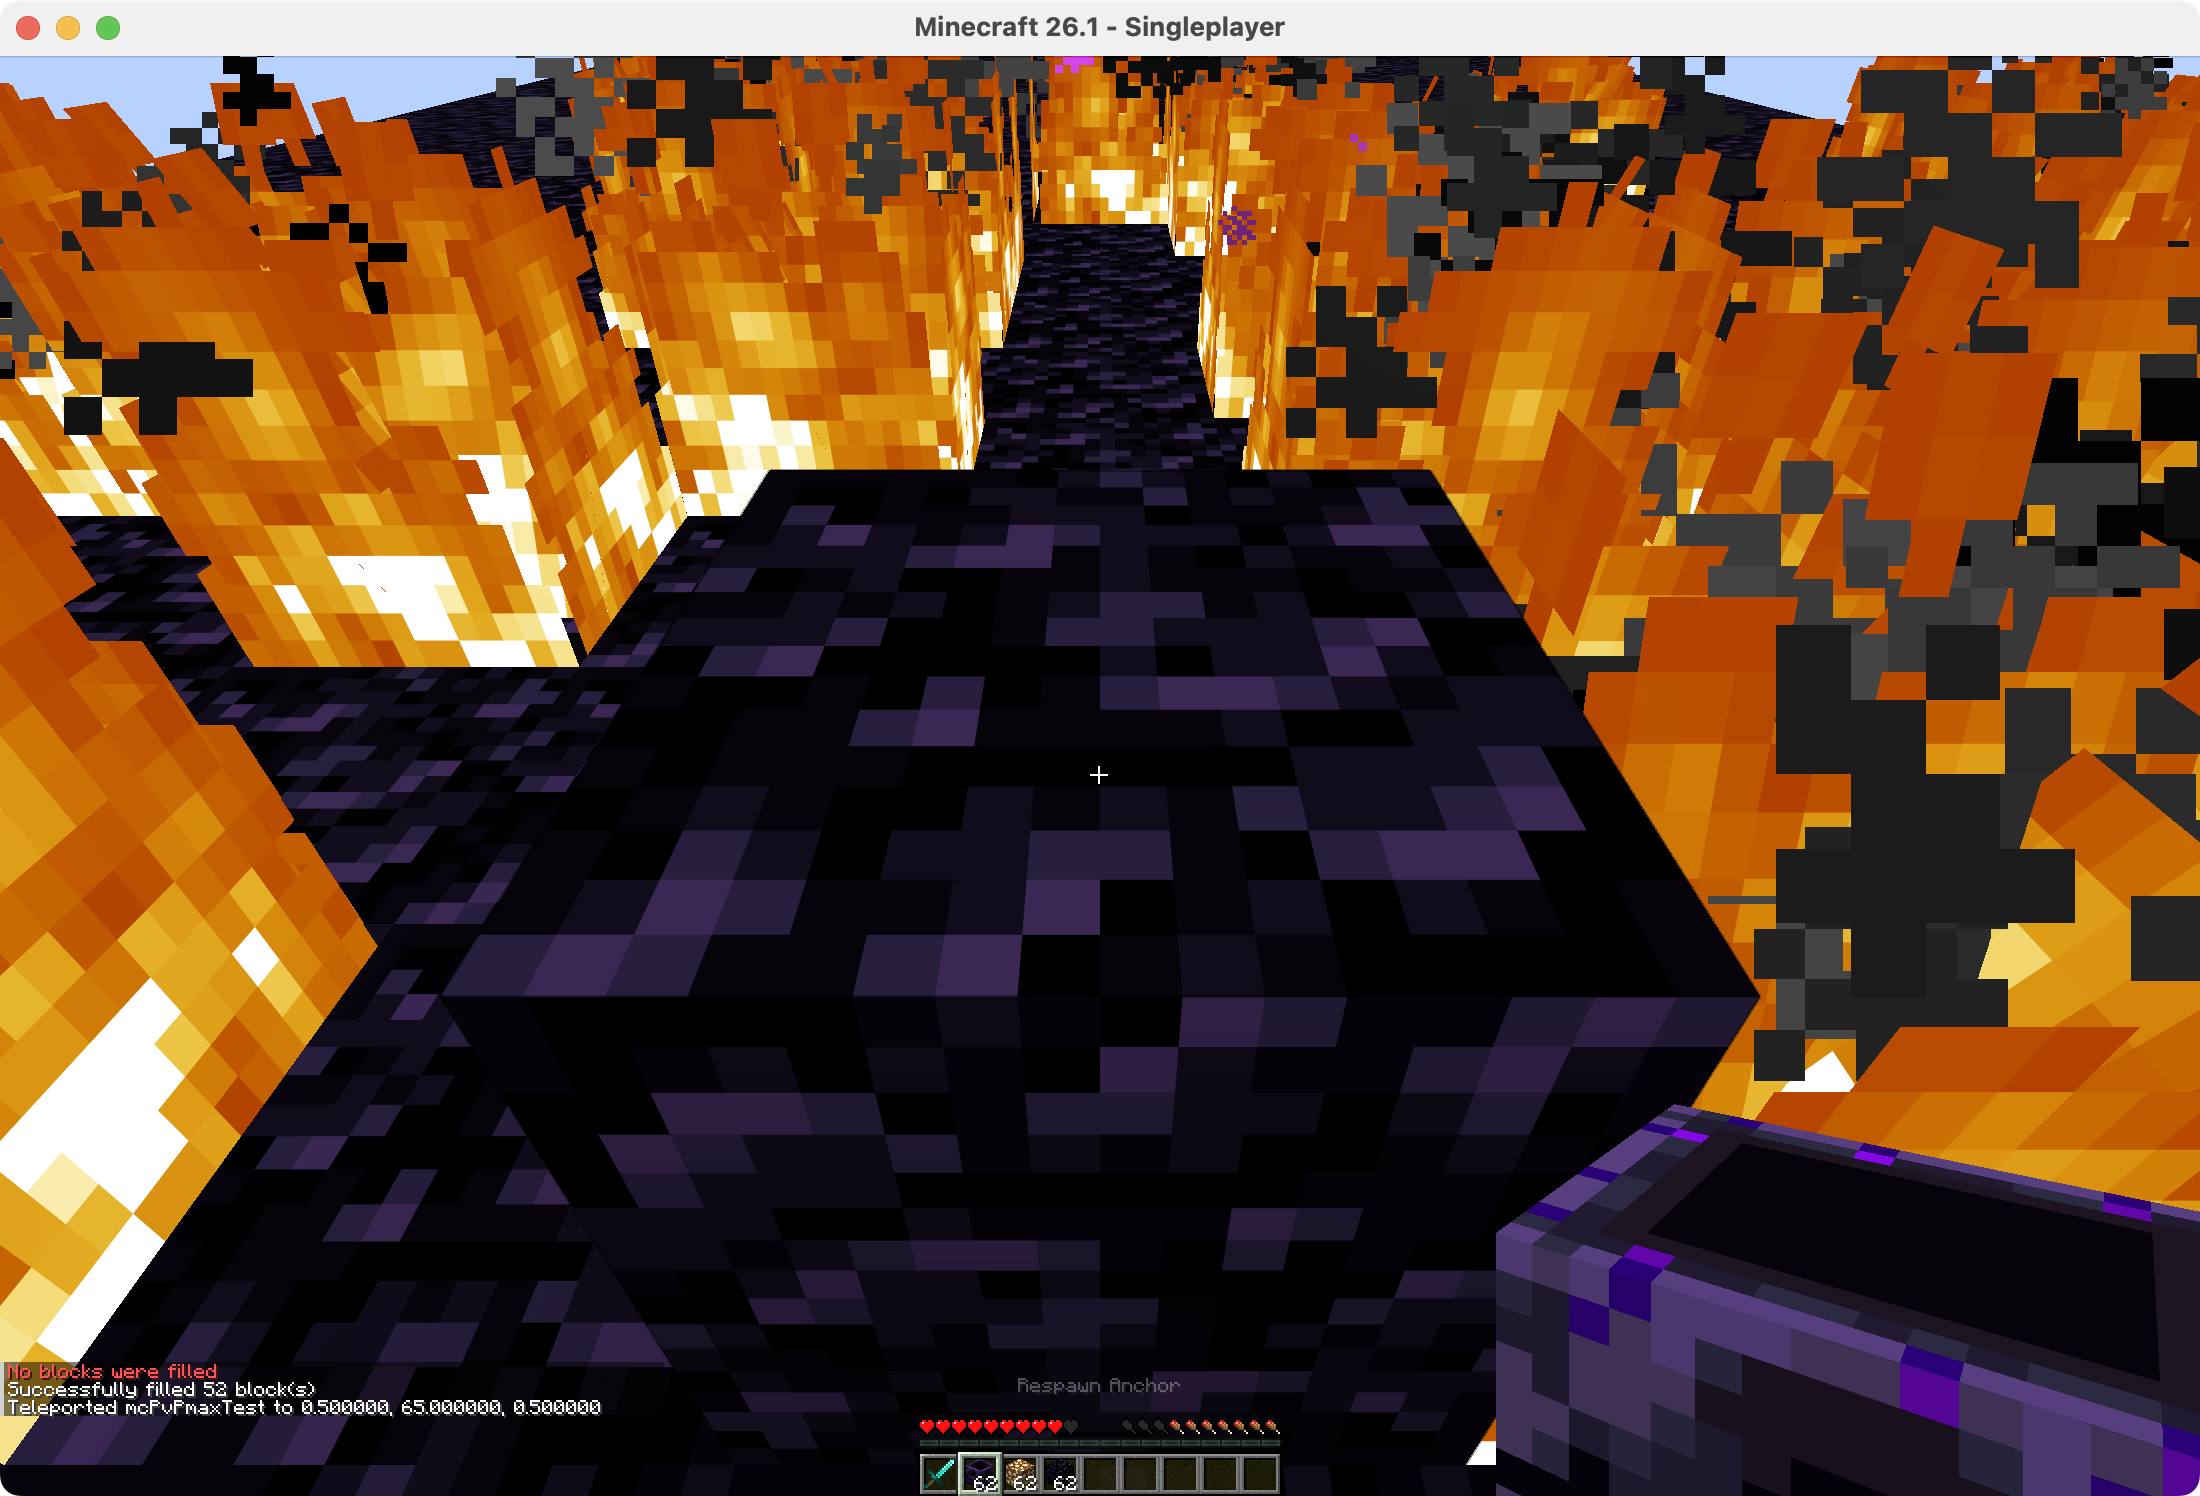 Minecraft 26.1 - Singleplayer
No blocks were filled
Successfully filled 52 block(s)
Teleported mcPvPmaxTest to 0.500000, 65.000000, 0.500000
Respawn Anchor
62 62 62